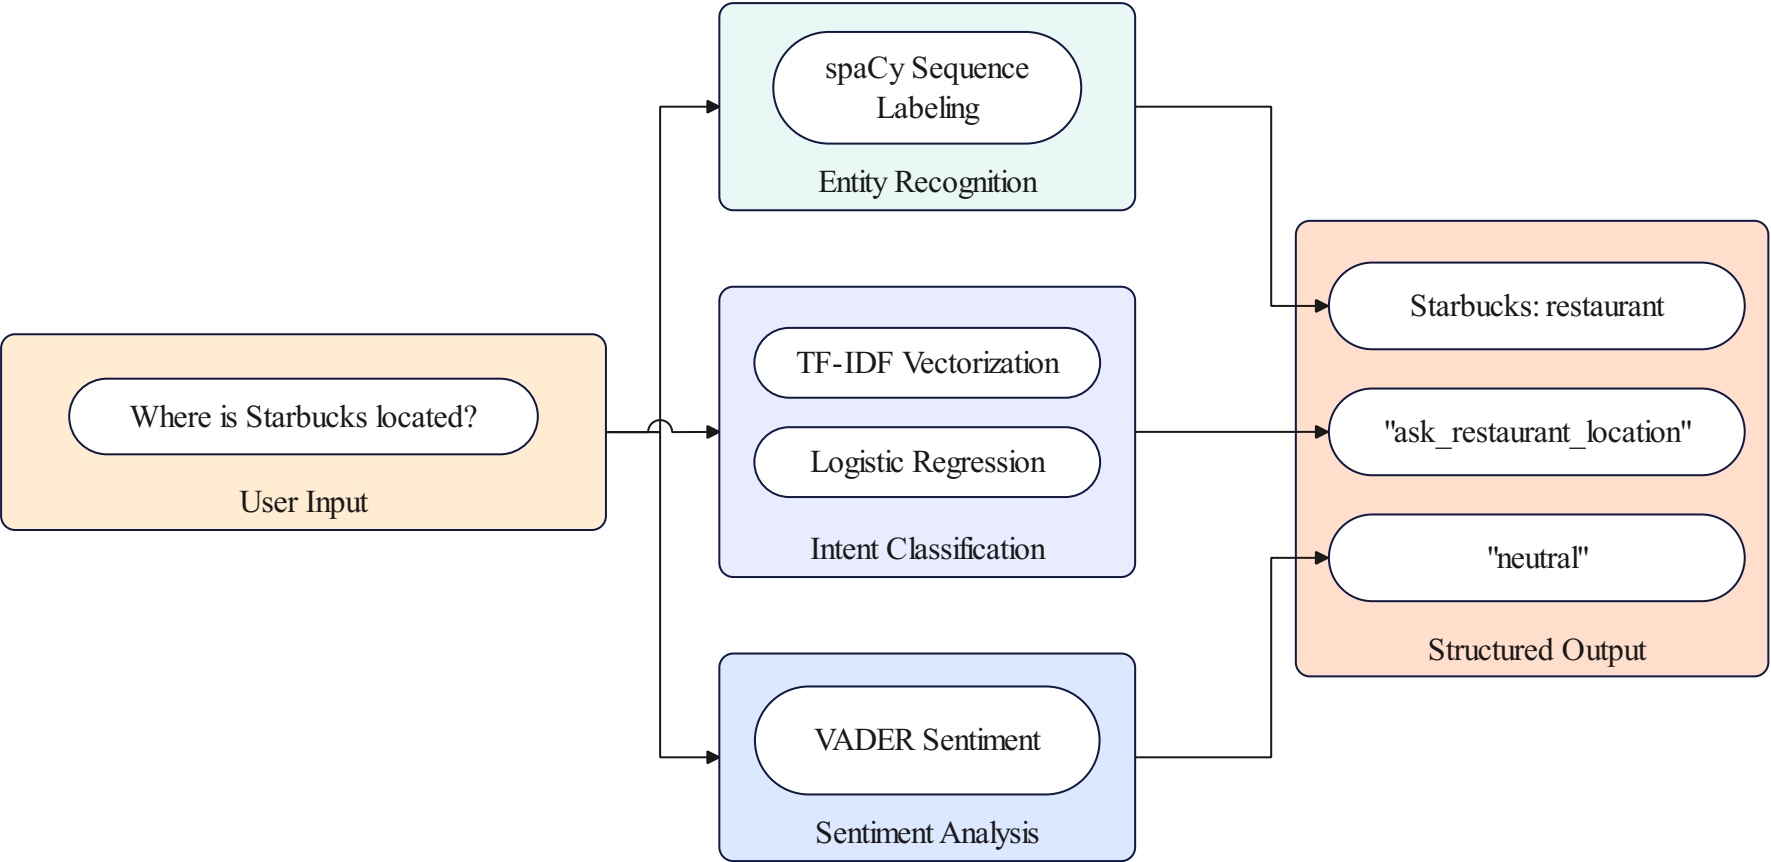 Where is Starbucks located?
User Input
spaCy Sequence
Labeling
Entity Recognition
TF-IDF Vectorization
Logistic Regression
Intent Classification
VADER Sentiment
Sentiment Analysis
Starbucks: restaurant
"ask_restaurant_location"
"neutral"
Structured Output